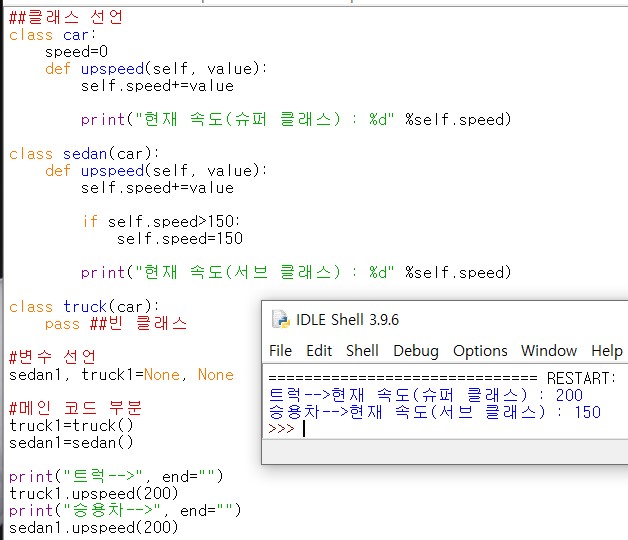 ##클래스 선언
class car:
    speed=0
    def upspeed(self, value):
        self.speed+=value
        print("현재 속도(슈퍼 클래스) : %d" %self.speed)
class sedan(car):
    def upspeed(self, value):
        self.speed+=value
        if self.speed>150:
            self.speed=150
        print("현재 속도(서브 클래스) : %d" %self.speed)
class truck(car):
    pass ##빈 클래스
#변수 선언
sedan1, truck1=None, None
#메인 코드 부분
truck1=truck()
sedan1=sedan()
print("트럭-->", end="")
truck1.upspeed(200)
print("승용차-->", end="")
sedan1.upspeed(200)
IDLE Shell 3.9.6
File Edit Shell Debug Options Window Help
============================== RESTART:
트럭-->현재 속도(슈퍼 클래스) : 200
승용차-->현재 속도(서브 클래스) : 150
>>>